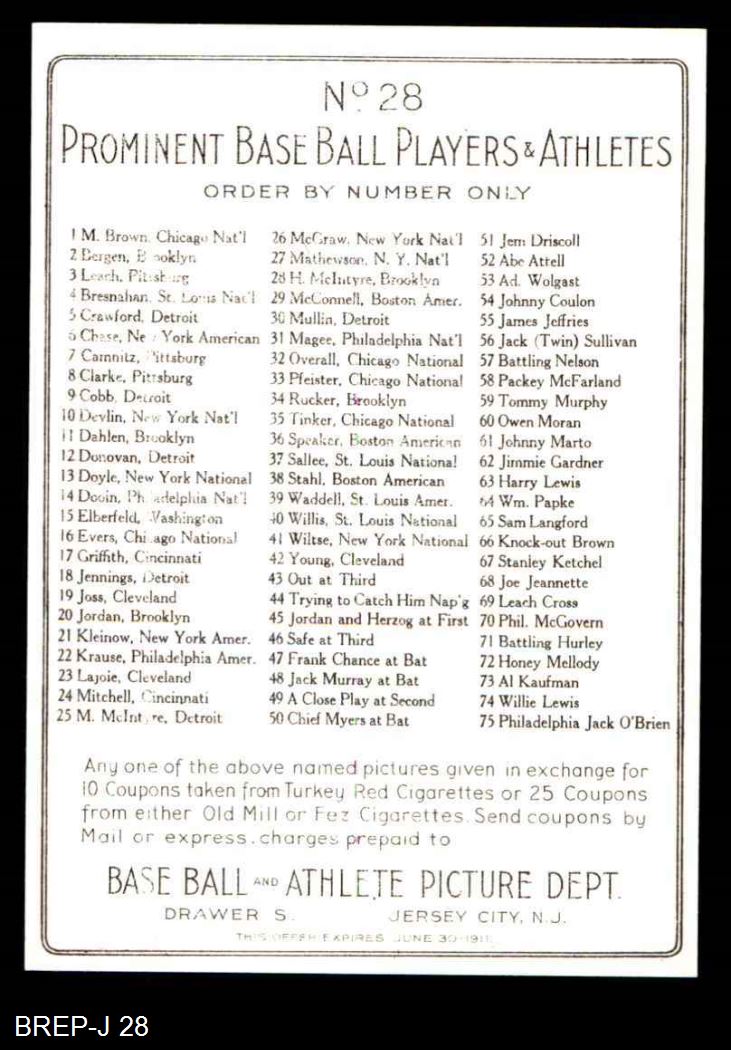 No 28
PROMINENT BASE BALL PLAYERS & ATHLETES
ORDER BY NUMBER ONLY
1 M. Brown, Chicago Nat'l
2 Bergen, Brooklyn
3 Leach, Pittsburg
4 Bresnahan, St. Louis Nat'l
5 Crawford, Detroit
6 Chase, New York American
7 Camnitz, Pittsburg
8 Clarke, Pittsburg
9 Cobb, Detroit
10 Devlin, New York Nat'l
11 Dahlen, Brooklyn
12 Donovan, Detroit
13 Doyle, New York National
14 Dooin, Philadelphia Nat'l
15 Elberfeld, Washington
16 Evers, Chicago National
17 Griffith, Cincinnati
18 Jennings, Detroit
19 Joss, Cleveland
20 Jordan, Brooklyn
21 Kleinow, New York Amer.
22 Krause, Philadelphia Amer.
23 Lajoie, Cleveland
24 Mitchell, Cincinnati
25 M. McIntyre, Detroit
26 McGraw, New York Nat'l
27 Mathewson, N. Y. Nat'l
28 H. McIntyre, Brooklyn
29 McConnell, Boston Amer.
30 Mullin, Detroit
31 Magee, Philadelphia Nat'l
32 Overall, Chicago National
33 Pfeister, Chicago National
34 Rucker, Brooklyn
35 Tinker, Chicago National
36 Speaker, Boston American
37 Sallee, St. Louis National
38 Stahl, Boston American
39 Waddell, St. Louis Amer.
40 Willis, St. Louis National
41 Wiltse, New York National
42 Young, Cleveland
43 Out at Third
44 Trying to Catch Him Nap'g
45 Jordan and Herzog at First
46 Safe at Third
47 Frank Chance at Bat
48 Jack Murray at Bat
49 A Close Play at Second
50 Chief Myers at Bat
51 Jem Driscoll
52 Abe Attell
53 Ad. Wolgast
54 Johnny Coulon
55 James Jeffries
56 Jack (Twin) Sullivan
57 Battling Nelson
58 Packey McFarland
59 Tommy Murphy
60 Owen Moran
61 Johnny Marto
62 Jimmie Gardner
63 Harry Lewis
64 Wm. Papke
65 Sam Langford
66 Knock-out Brown
67 Stanley Ketchel
68 Joe Jeannette
69 Leach Cross
70 Phil. McGovern
71 Battling Hurley
72 Honey Mellody
73 Al Kaufman
74 Willie Lewis
75 Philadelphia Jack O'Brien
Any one of the above named pictures given in exchange for
10 Coupons taken from Turkey Red Cigarettes or 25 Coupons
from either Old Mill or Fez Cigarettes. Send coupons by
Mail or express, charges prepaid to
BASE BALL AND ATHLETE PICTURE DEPT.
DRAWER S. JERSEY CITY, N.J.
THIS OFFER EXPIRES JUNE 30-1911.
BREP-J 28